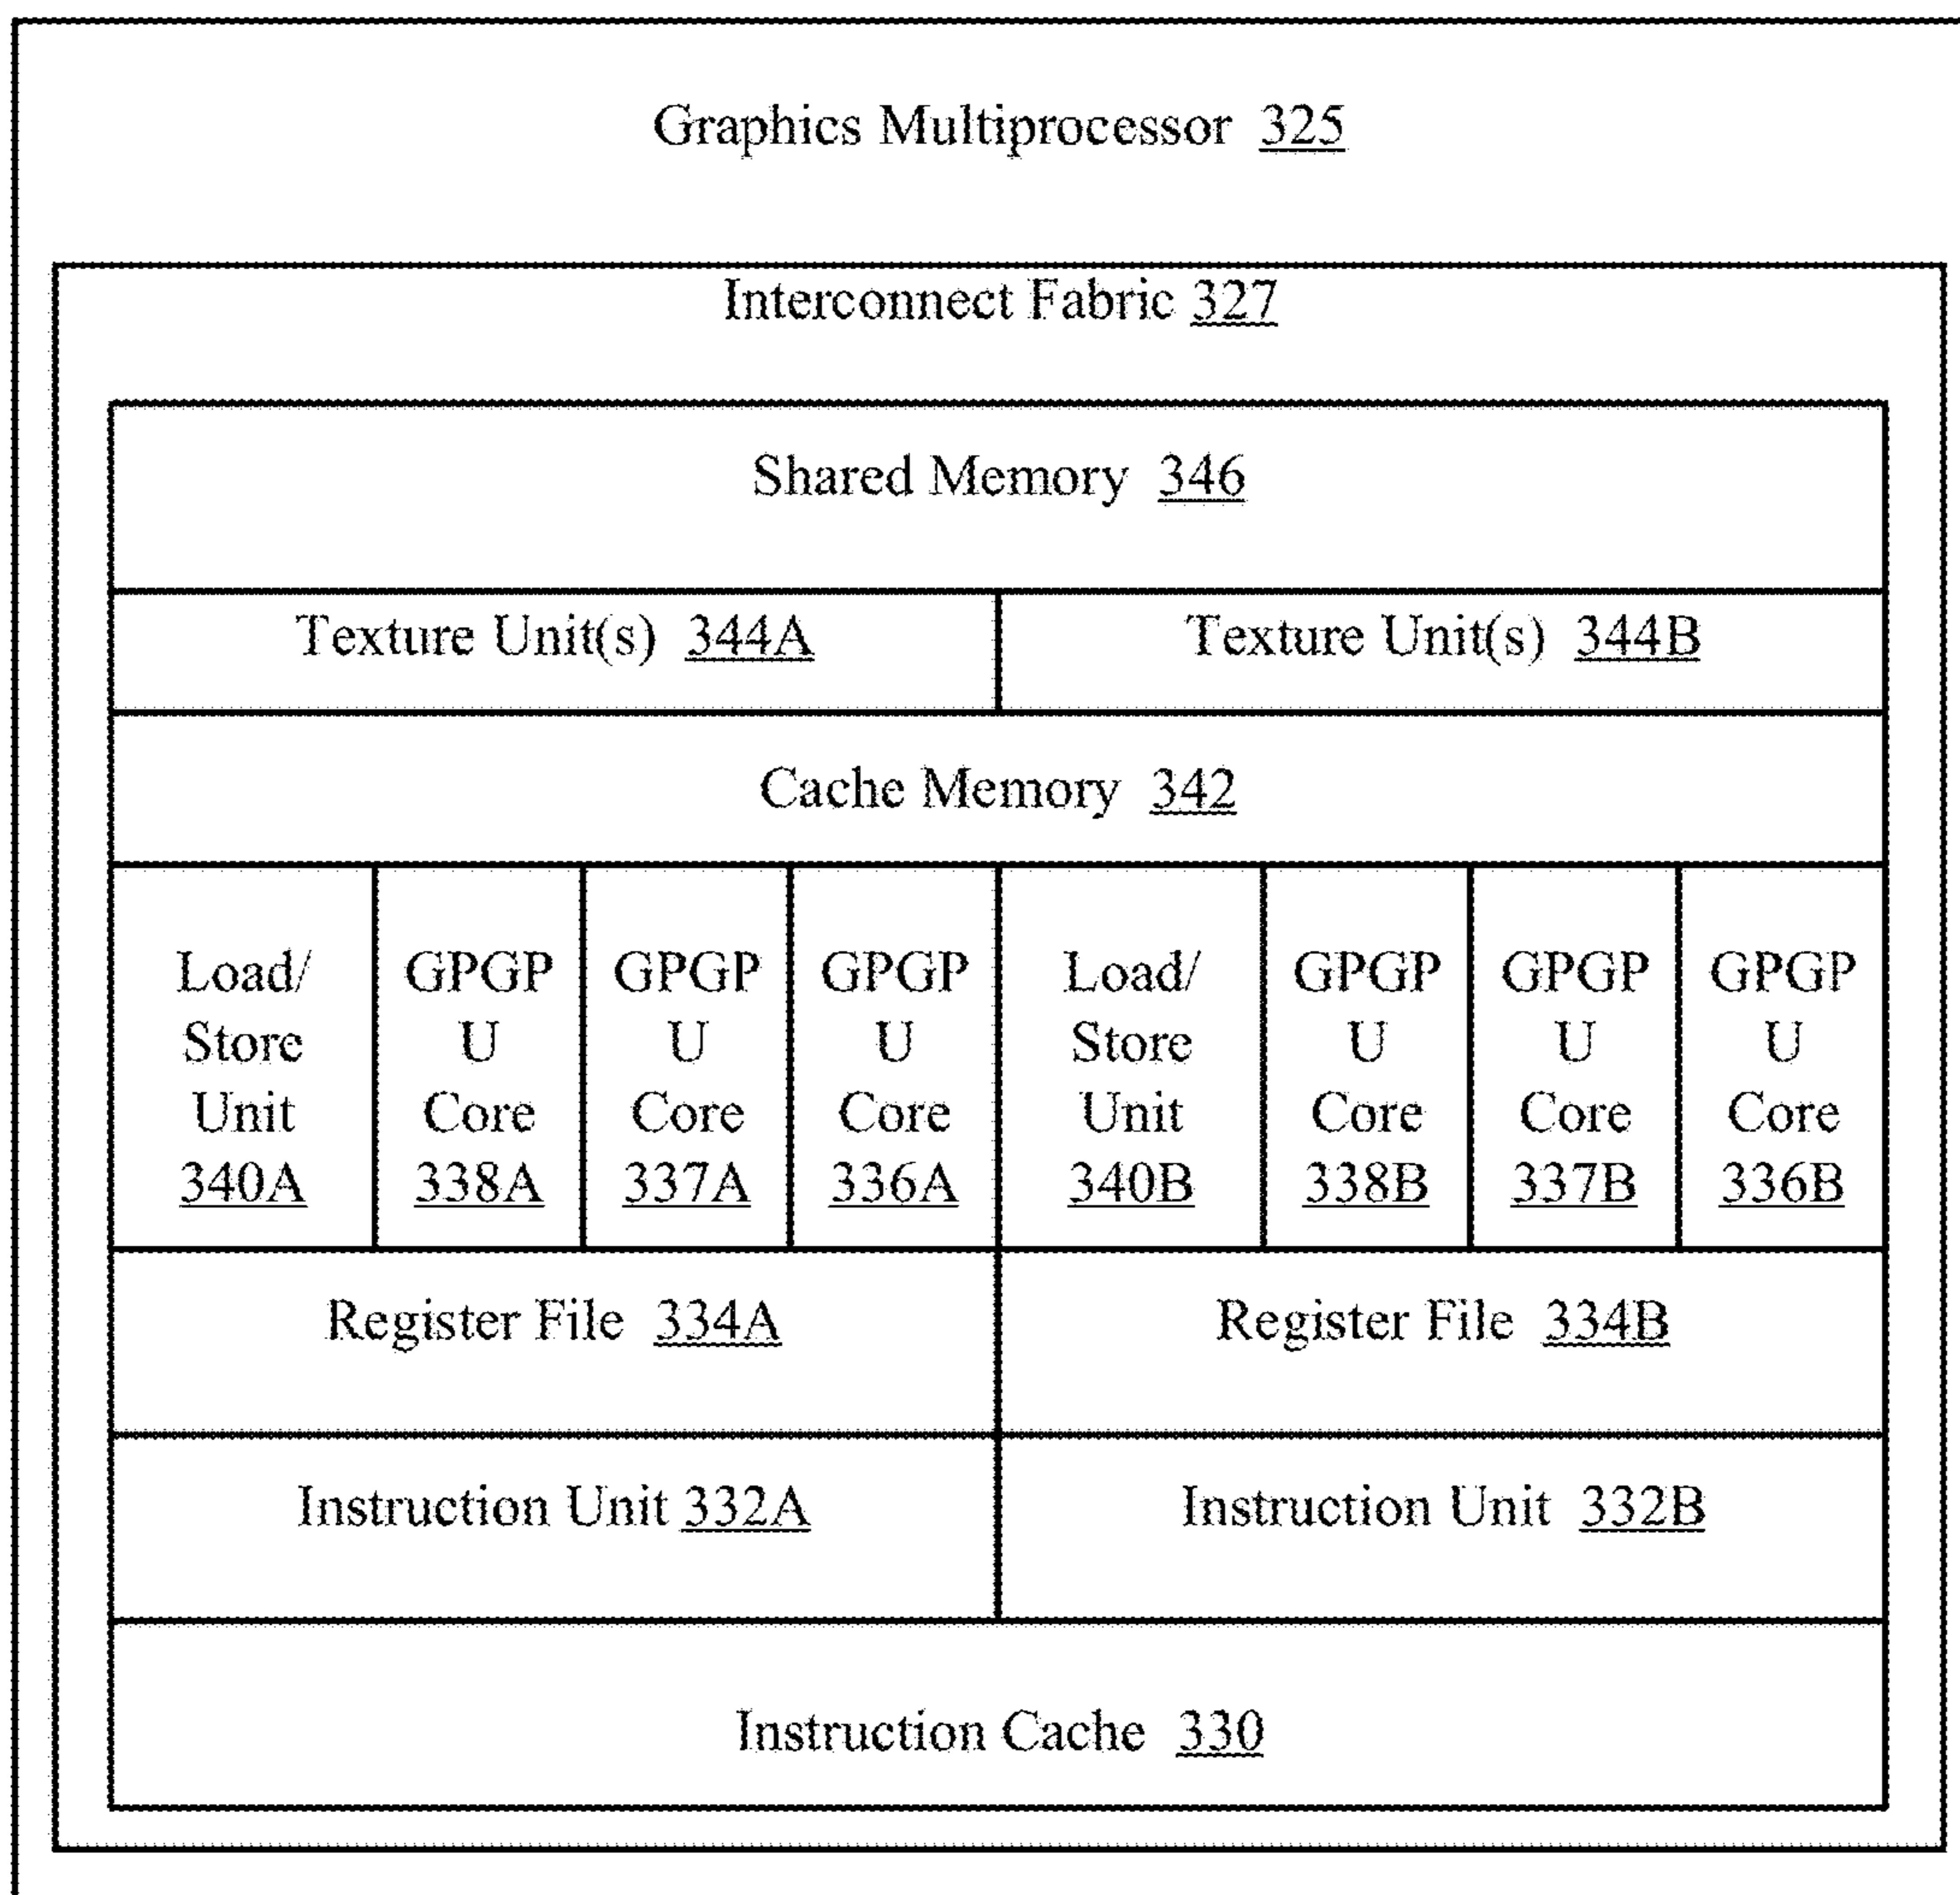 Graphics Multiprocessor 325
Interconnect Fabric 327
Shared Memory 346
Texture Unit(s) 344A
Texture Unit(s) 344B
Cache Memory 342
Load/
Store
Unit
340A
GPGP
U
Core
338A
GPGP
U
Core
337A
GPGP
U
Core
336A
Load/
Store
Unit
340B
GPGP
U
Core
338B
GPGP
U
Core
337B
GPGP
U
Core
336B
Register File 334A
Register File 334B
Instruction Unit 332A
Instruction Unit 332B
Instruction Cache 330